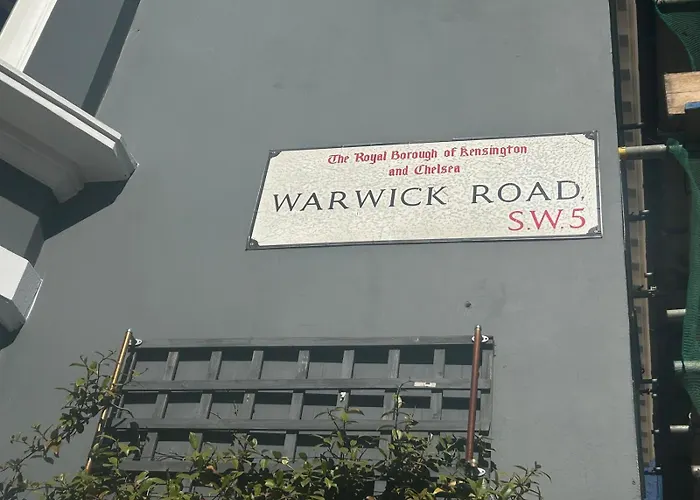 The Royal Borough of Kensington
and Chelsea
WARWICK ROAD,
S.W.5